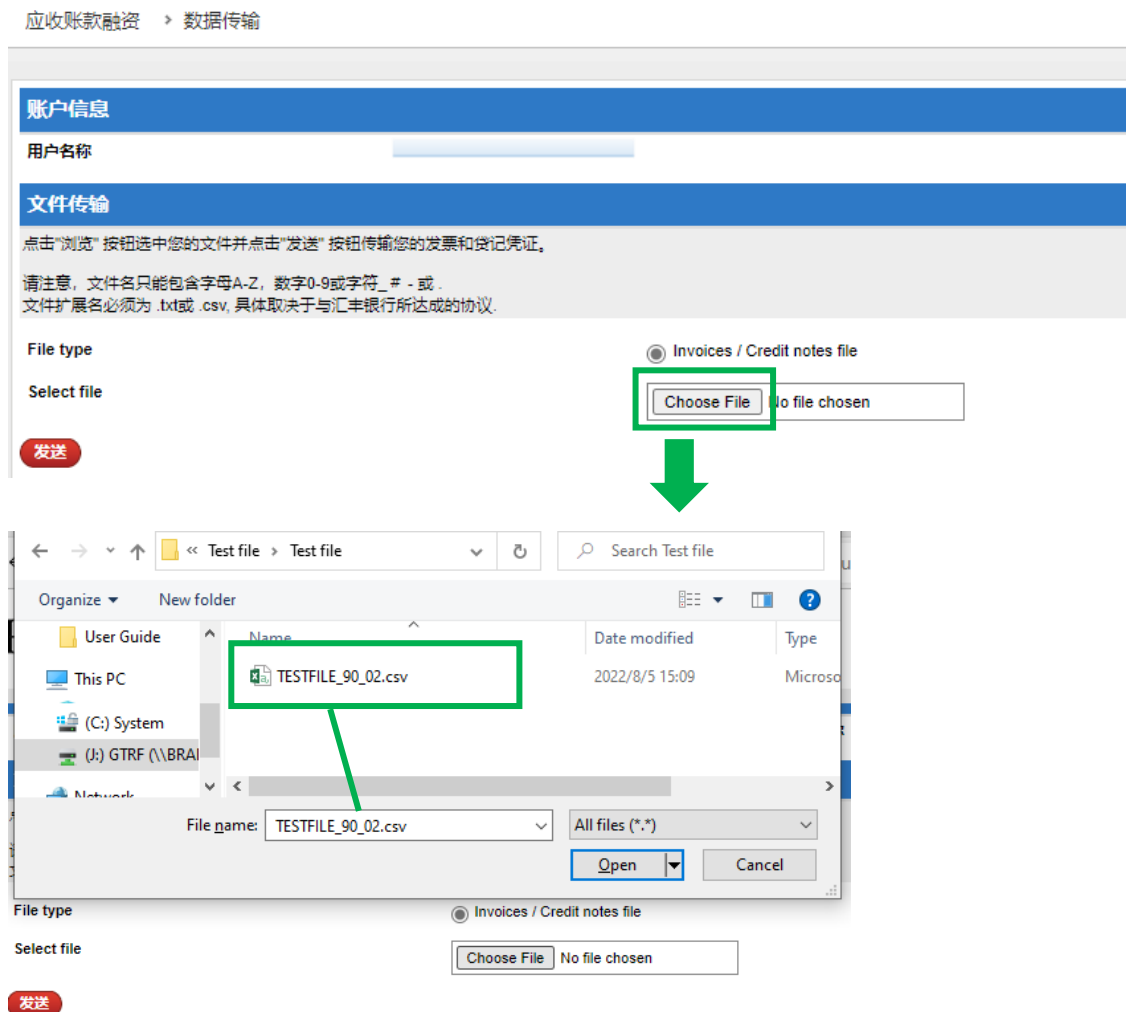 应收账款融资 > 数据传输
账户信息
用户名称
文件传输
点击"浏览" 按钮选中您的文件并点击"发送" 按钮传输您的发票和贷记凭证。
请注意，文件名只能包含字母A-Z，数字0-9或字符_ # - 或 .
文件扩展名必须为 .txt或 .csv, 具体取决于与汇丰银行所达成的协议.
File type
Invoices / Credit notes file
Select file
Choose File No file chosen
发送
« Test file > Test file
Search Test file
Organize
New folder
User Guide
Name
Date modified
Type
This PC
TESTFILE_90_02.csv
2022/8/5 15:09
Microso
(C:) System
(J:) GTRF (\\BRAI
Network
File name: TESTFILE_90_02.csv
All files (*.*)
Open
Cancel
File type
Invoices / Credit notes file
Select file
Choose File No file chosen
发送